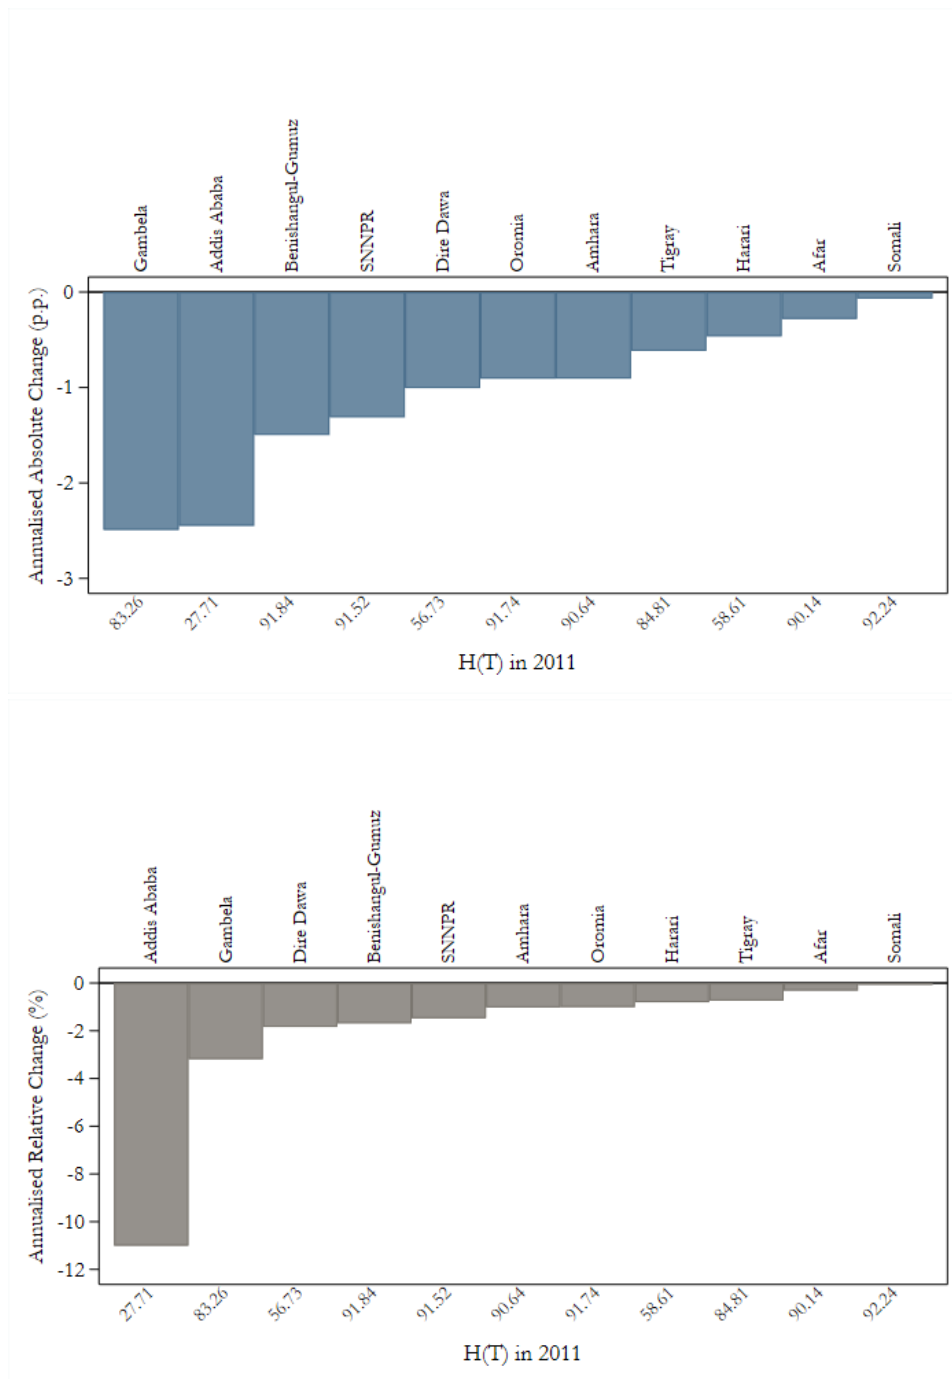 Gambela
Addis Ababa
Benishangul-Gumuz
SNNPR
Dire Dawa
Oromia
Amhara
Tigray
Harari
Afar
Somali
Annualised Absolute Change (p.p.)
0
-1
-2
-3
83.26
27.71
91.84
91.52
56.73
91.74
90.64
84.81
58.61
90.14
92.24
H(T) in 2011
Addis Ababa
Gambela
Dire Dawa
Benishangul-Gumuz
SNNPR
Amhara
Oromia
Harari
Tigray
Afar
Somali
Annualised Relative Change (%)
0
-2
-4
-6
-8
-10
-12
27.71
83.26
56.73
91.84
91.52
90.64
91.74
58.61
84.81
90.14
92.24
H(T) in 2011